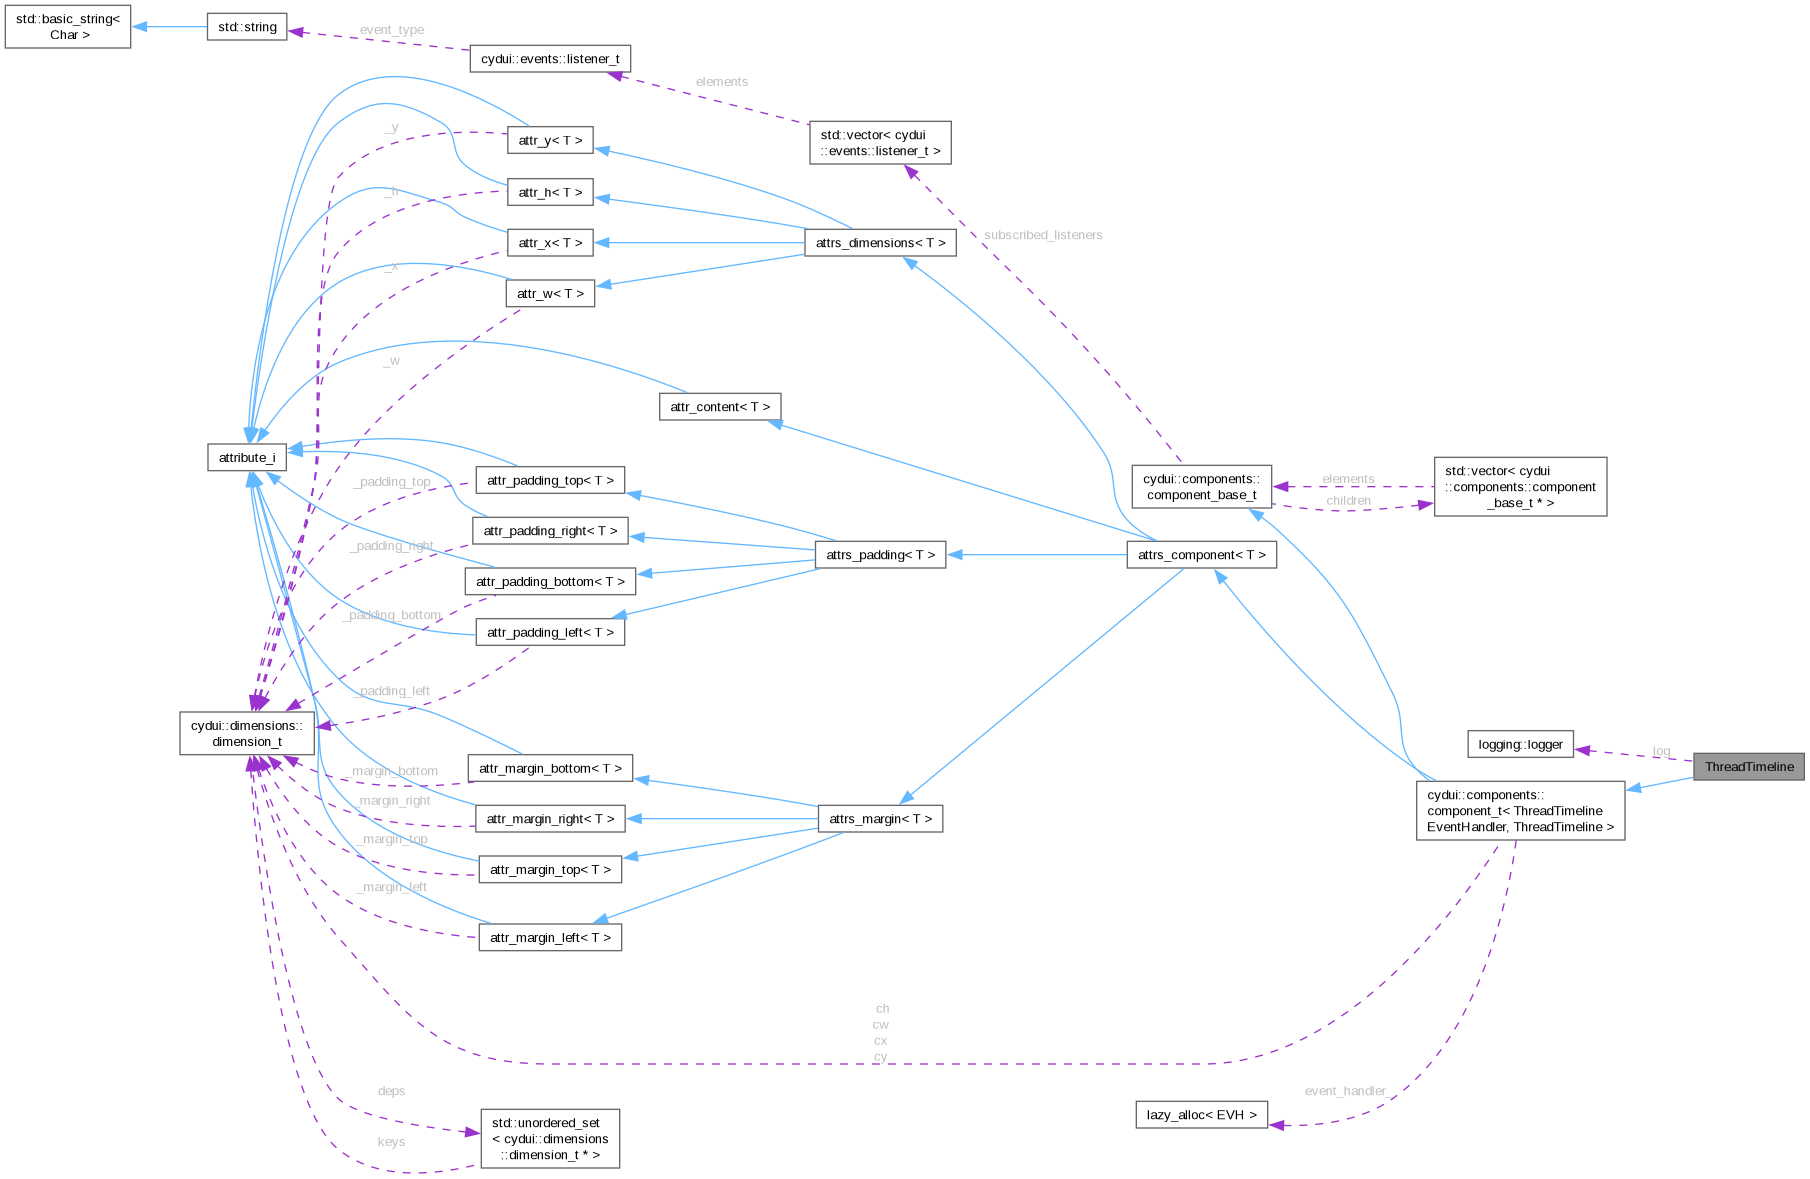 std::basic_string<
Char >
std::string
event_type
cydui::events::listener_t
elements
std::vector< cydui
::events::listener_t >
_y
attr_y< T >
_h
attr_h< T >
subscribed_listeners
attr_x< T >
attrs_dimensions< T >
_x
attr_w< T >
_w
attr_content< T >
attribute_i
_padding_top
attr_padding_top< T >
cydui::components::
component_base_t
elements
children
std::vector< cydui
::components::component
_base_t * >
attr_padding_right< T >
_padding_right
attrs_padding< T >
attrs_component< T >
attr_padding_bottom< T >
_padding_bottom
attr_padding_left< T >
_padding_left
cydui::dimensions::
dimension_t
logging::logger
log
ThreadTimeline
_margin_bottom
attr_margin_bottom< T >
cydui::components::
component_t< ThreadTimeline
EventHandler, ThreadTimeline >
_margin_right
attr_margin_right< T >
attrs_margin< T >
_margin_top
attr_margin_top< T >
_margin_left
attr_margin_left< T >
ch
cw
cx
cy
deps
event_handler_
lazy_alloc< EVH >
keys
std::unordered_set
< cydui::dimensions
::dimension_t * >